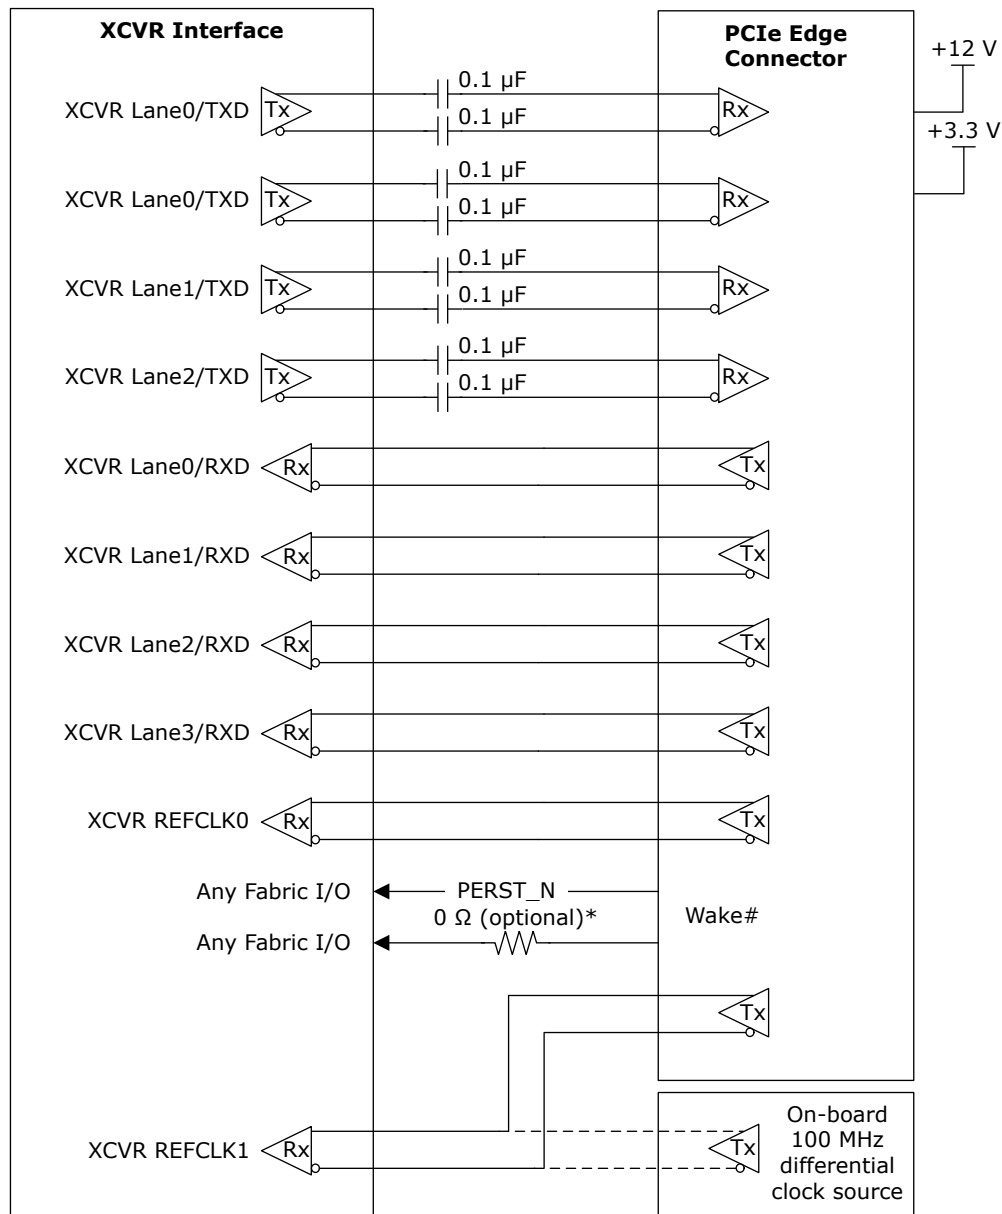 XCVR Interface
PCIe Edge
Connector
+12 V
+3.3 V
XCVR Lane0/TXD
Tx
0.1 µF
0.1 µF
Rx
XCVR Lane0/TXD
Tx
0.1 µF
0.1 µF
Rx
XCVR Lane1/TXD
Tx
0.1 µF
0.1 µF
Rx
XCVR Lane2/TXD
Tx
0.1 µF
0.1 µF
Rx
XCVR Lane0/RXD
Rx
Tx
XCVR Lane1/RXD
Rx
Tx
XCVR Lane2/RXD
Rx
Tx
XCVR Lane3/RXD
Rx
Tx
XCVR REFCLK0
Rx
Tx
Any Fabric I/O
PERST_N
0 Ω (optional)*
Wake#
Any Fabric I/O
Tx
XCVR REFCLK1
Rx
Tx
On-board
100 MHz
differential
clock source